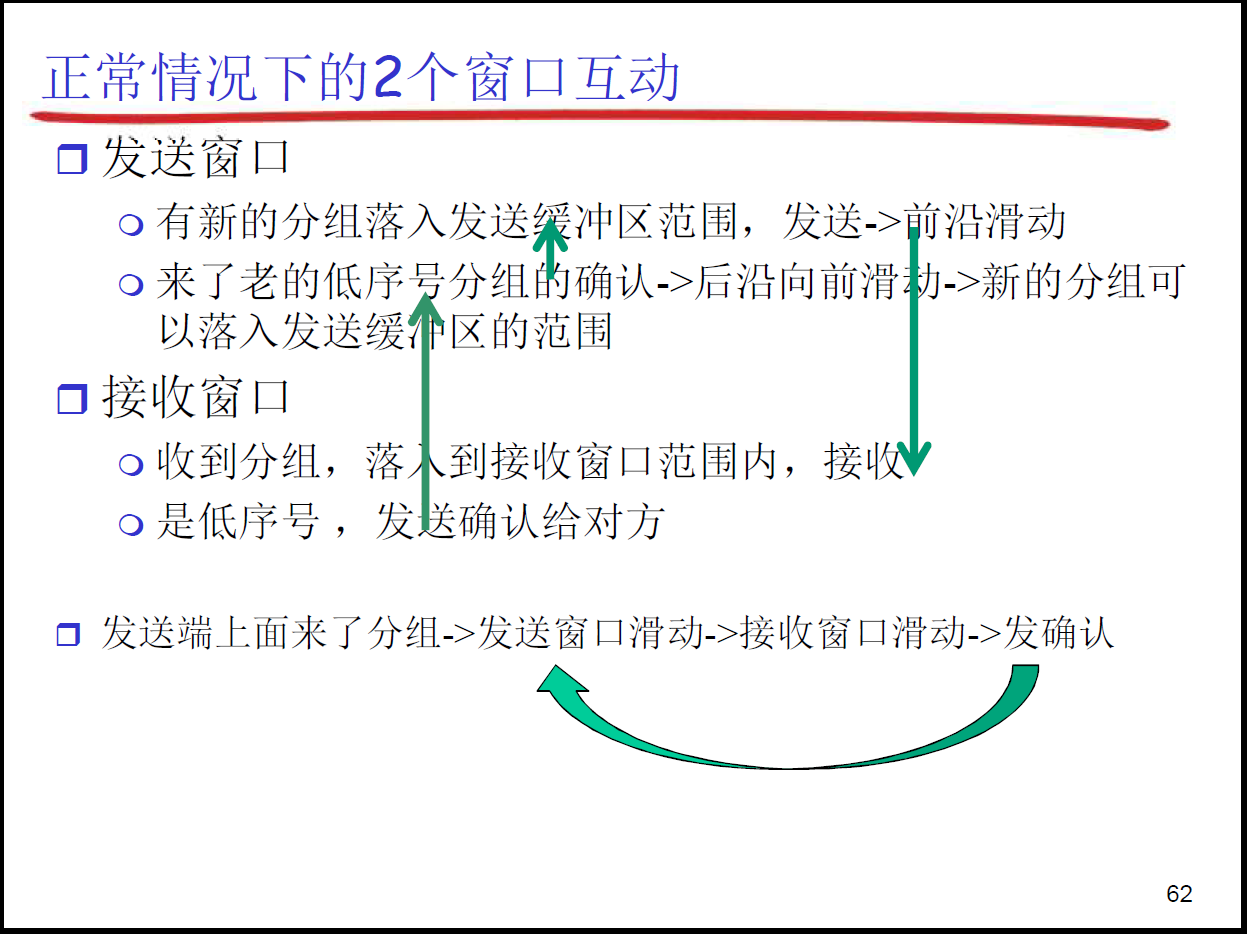 正常情况下的2个窗口互动
发送窗口
有新的分组落入发送缓冲区范围，发送->前沿滑动
来了老的低序号分组的确认->后沿向前滑动->新的分组可
以落入发送缓冲区的范围
接收窗口
收到分组，落入到接收窗口范围内，接收
是低序号，发送确认给对方
发送端上面来了分组->发送窗口滑动->接收窗口滑动->发确认
62